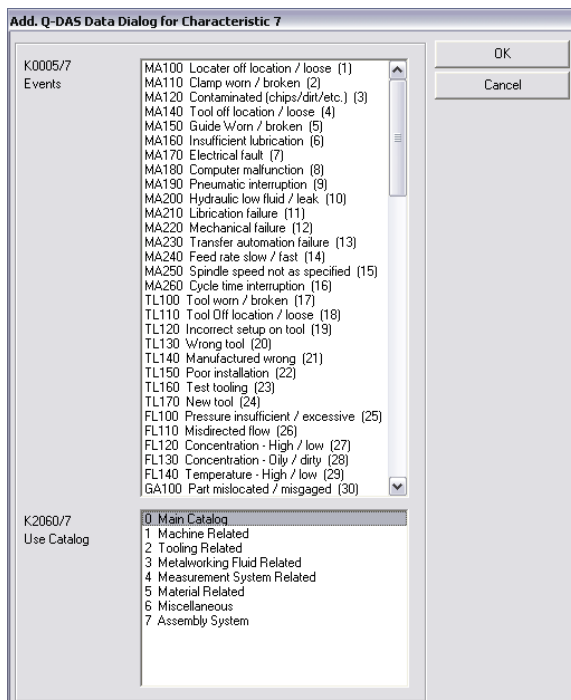 Add. Q-DAS Data Dialog for Characteristic 7
OK
Cancel
K0005/7
Events
MA100 Locater off location / loose (1)
MA110 Clamp worn / broken (2)
MA120 Contaminated (chips/dirt/etc.) (3)
MA140 Tool off location / loose (4)
MA150 Guide Worn / broken (5)
MA160 Insufficient lubrication (6)
MA170 Electrical fault (7)
MA180 Computer malfunction (8)
MA190 Pneumatic interruption (9)
MA200 Hydraulic low fluid / leak (10)
MA210 Librication failure (11)
MA220 Mechanical failure (12)
MA230 Transfer automation failure (13)
MA240 Feed rate slow / fast (14)
MA250 Spindle speed not as specified (15)
MA260 Cycle time interruption (16)
TL100 Tool worn / broken (17)
TL110 Tool Off location / loose (18)
TL120 Incorrect setup on tool (19)
TL130 Wrong tool (20)
TL140 Manufactured wrong (21)
TL150 Poor installation (22)
TL160 Test tooling (23)
TL170 New tool (24)
FL100 Pressure insufficient / excessive (25)
FL110 Misdirected flow (26)
FL120 Concentration - High / low (27)
FL130 Concentration - Oily / dirty (28)
FL140 Temperature - High / low (29)
GA100 Part mislocated / misgaged (30)
K2060/7
Use Catalog
0 Main Catalog
1 Machine Related
2 Tooling Related
3 Metalworking Fluid Related
4 Measurement System Related
5 Material Related
6 Miscellaneous
7 Assembly System